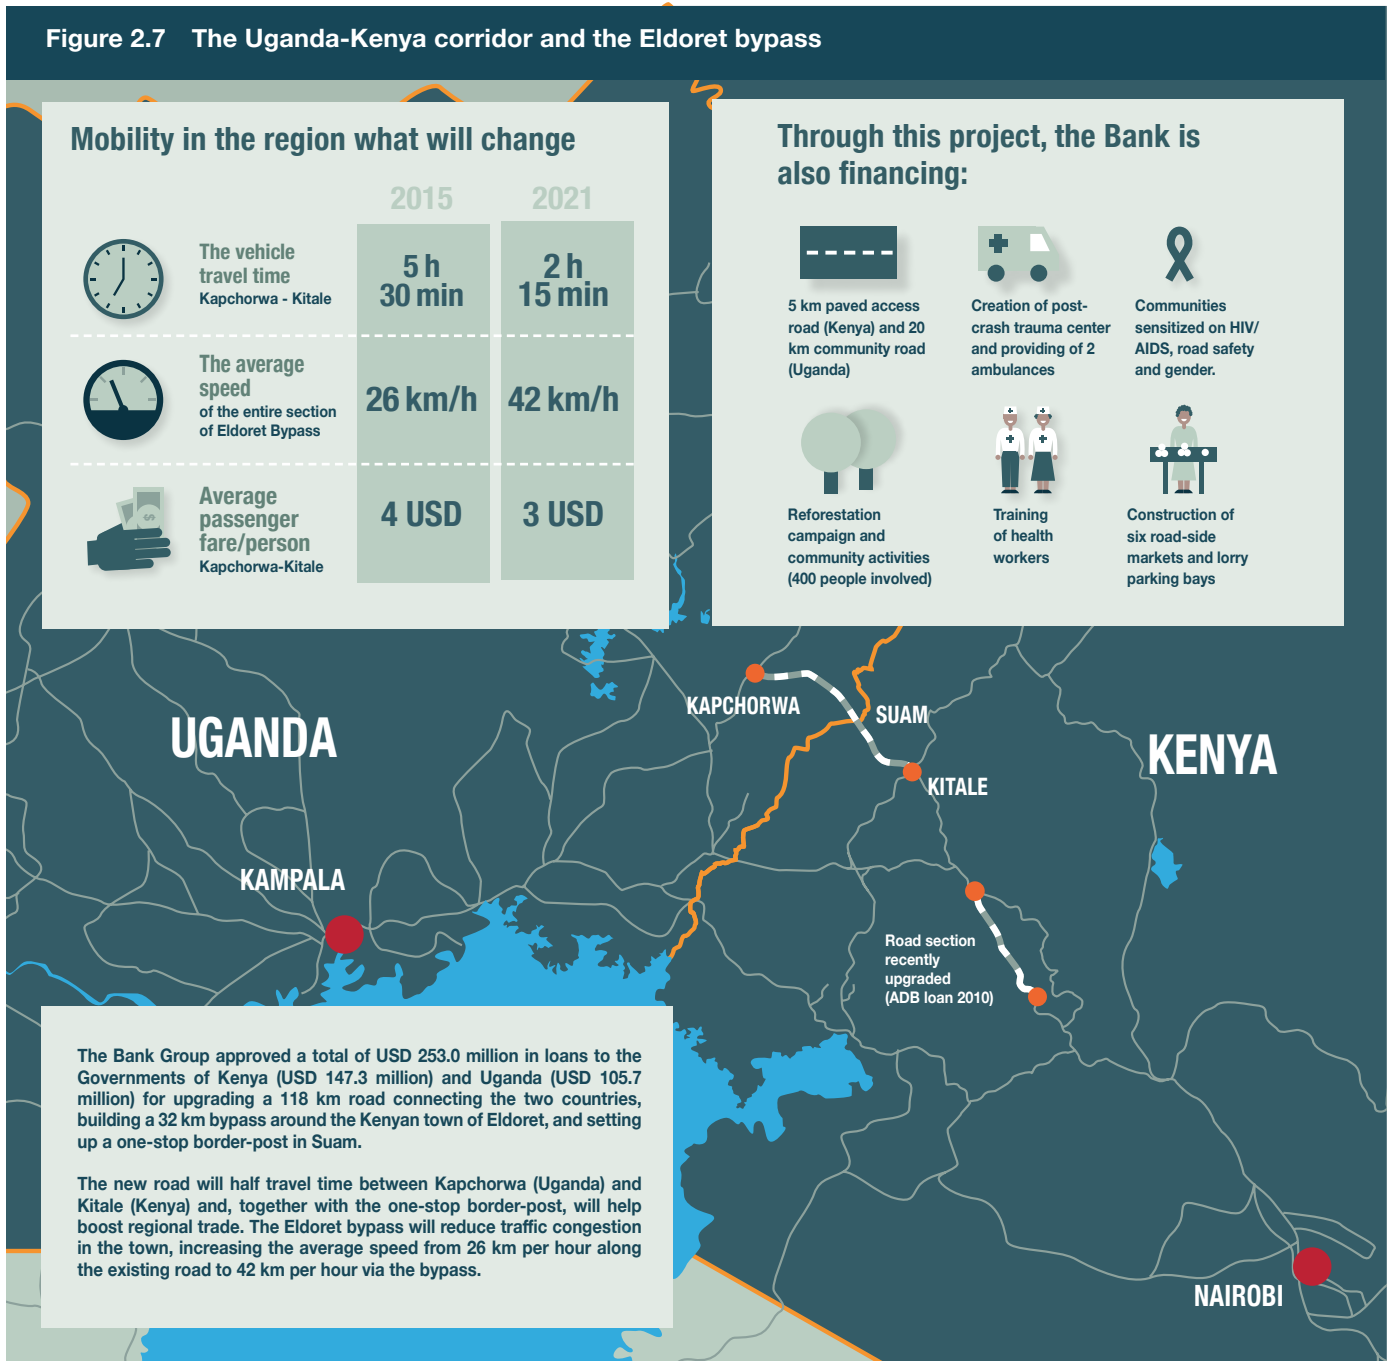 Figure 2.7 The Uganda-Kenya corridor and the Eldoret bypass
Mobility in the region what will change
2015 2021
The vehicle
travel time
Kapchorwa - Kitale
5 h
30 min
2 h
15 min
The average
speed
of the entire section
of Eldoret Bypass
26 km/h
42 km/h
Average
passenger
fare/person
Kapchorwa-Kitale
4 USD
3 USD
$
Through this project, the Bank is
also financing:
5 km paved access
road (Kenya) and 20
km community road
(Uganda)
Creation of post-
crash trauma center
and providing of 2
ambulances
Communities
sensitized on HIV/
AIDS, road safety
and gender.
Reforestation
campaign and
community activities
(400 people involved)
Training
of health
workers
Construction of
six road-side
markets and lorry
parking bays
UGANDA
KAPCHORWA
SUAM
KENYA
KITALE
KAMPALA
Road section
recently
upgraded
(ADB loan 2010)
The Bank Group approved a total of USD 253.0 million in loans to the
Governments of Kenya (USD 147.3 million) and Uganda (USD 105.7
million) for upgrading a 118 km road connecting the two countries,
building a 32 km bypass around the Kenyan town of Eldoret, and setting
up a one-stop border-post in Suam.
The new road will half travel time between Kapchorwa (Uganda) and
Kitale (Kenya) and, together with the one-stop border-post, will help
boost regional trade. The Eldoret bypass will reduce traffic congestion
in the town, increasing the average speed from 26 km per hour along
the existing road to 42 km per hour via the bypass.
NAIROBI